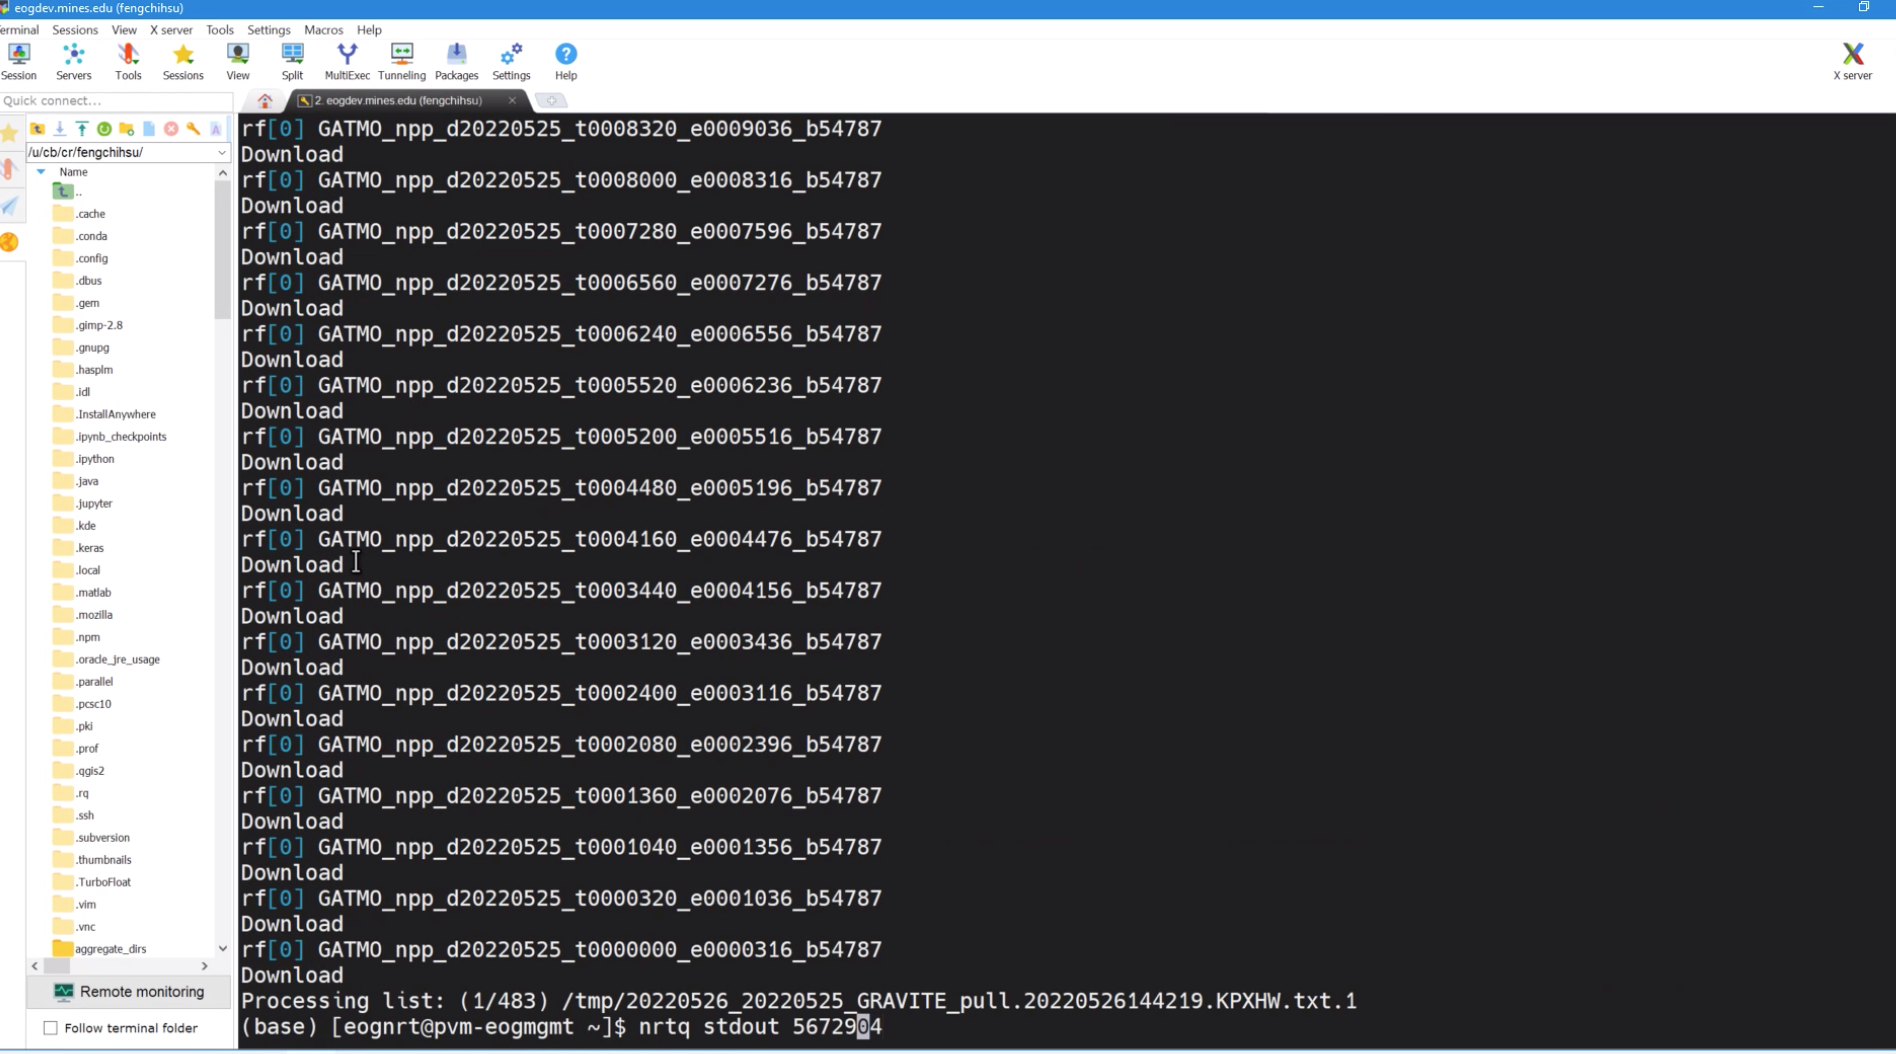 eogdev.mines.edu (fengchihsu)
Terminal Sessions View X server Tools Settings Macros Help
Session Servers Tools Sessions View Split MultiExec Tunneling Packages Settings Help X server
Quick connect...
2. eogdev.mines.edu (fengchihsu)
/u/cb/cr/fengchihsu/
Name
..
.cache
.conda
.config
.dbus
.gem
.gimp-2.8
.gnupg
.hasplm
.idl
.InstallAnywhere
.ipynb_checkpoints
.ipython
.java
.jupyter
.kde
.keras
.local
.matlab
.mozilla
.npm
.oracle_jre_usage
.parallel
.pcsc10
.pki
.prof
.qgis2
.rq
.ssh
.subversion
.thumbnails
.TurboFloat
.vim
.vnc
aggregate_dirs
Remote monitoring
Follow terminal folder
rf[0] GATMO_npp_d20220525_t0008320_e0009036_b54787
Download
rf[0] GATMO_npp_d20220525_t0008000_e0008316_b54787
Download
rf[0] GATMO_npp_d20220525_t0007280_e0007596_b54787
Download
rf[0] GATMO_npp_d20220525_t0006560_e0007276_b54787
Download
rf[0] GATMO_npp_d20220525_t0006240_e0006556_b54787
Download
rf[0] GATMO_npp_d20220525_t0005520_e0006236_b54787
Download
rf[0] GATMO_npp_d20220525_t0005200_e0005516_b54787
Download
rf[0] GATMO_npp_d20220525_t0004480_e0005196_b54787
Download
rf[0] GATMO_npp_d20220525_t0004160_e0004476_b54787
Download
rf[0] GATMO_npp_d20220525_t0003440_e0004156_b54787
Download
rf[0] GATMO_npp_d20220525_t0003120_e0003436_b54787
Download
rf[0] GATMO_npp_d20220525_t0002400_e0003116_b54787
Download
rf[0] GATMO_npp_d20220525_t0002080_e0002396_b54787
Download
rf[0] GATMO_npp_d20220525_t0001360_e0002076_b54787
Download
rf[0] GATMO_npp_d20220525_t0001040_e0001356_b54787
Download
rf[0] GATMO_npp_d20220525_t0000320_e0001036_b54787
Download
rf[0] GATMO_npp_d20220525_t0000000_e0000316_b54787
Download
Processing list: (1/483) /tmp/20220526_20220525_GRAVITE_pull.20220526144219.KPXHW.txt.1
(base) [eognrt@pvm-eogmgmt ~]$ nrtq stdout 5672904